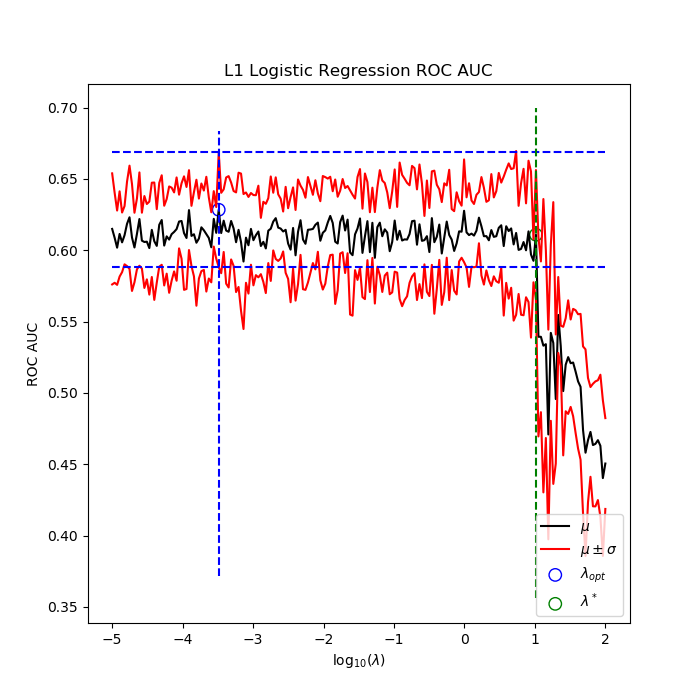 L1 Logistic Regression ROC AUC
0.70
0.65
0.60
0.55
0.50
0.45
0.40
0.35
ROC AUC
−5 −4 −3 −2 −1 0 1 2
log₁₀(λ)
μ
μ ± σ
λ_opt
λ*